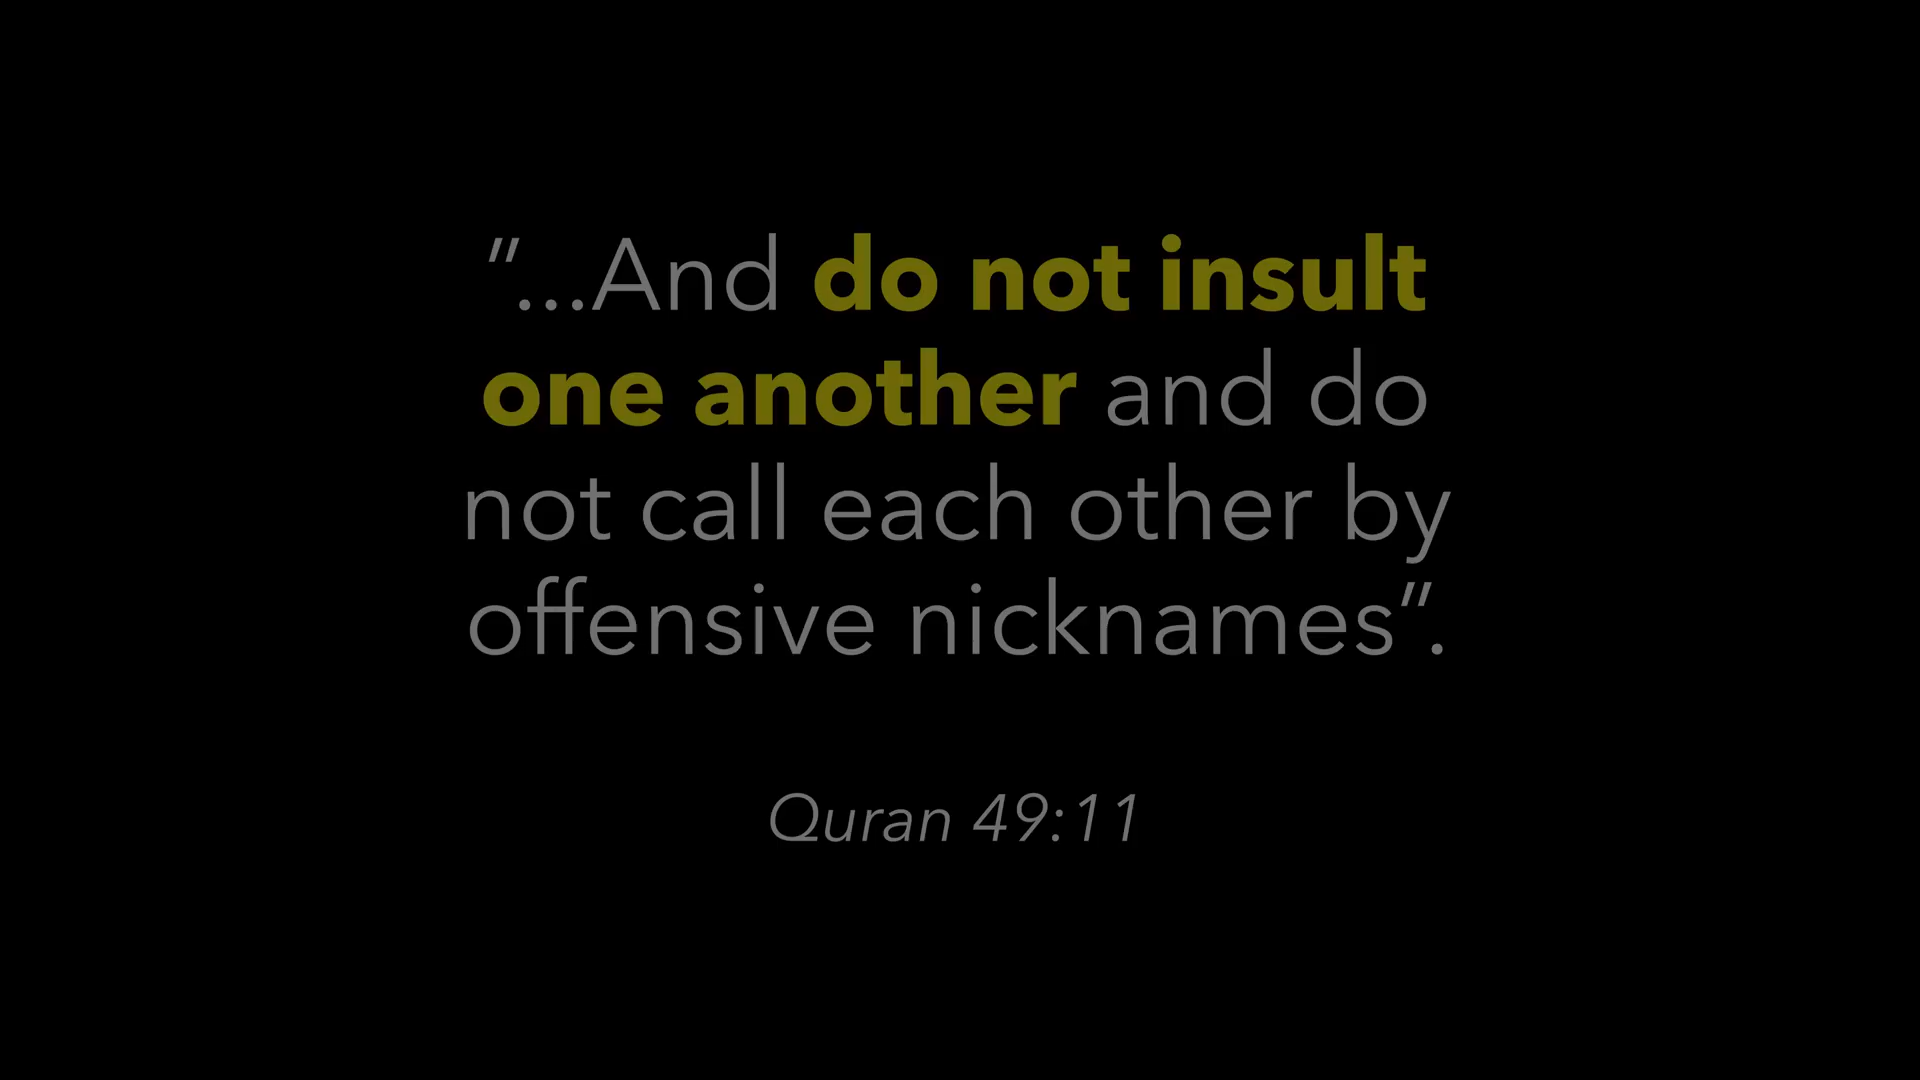 "...And do not insult
one another and do
not call each other by
offensive nicknames".
Quran 49:11